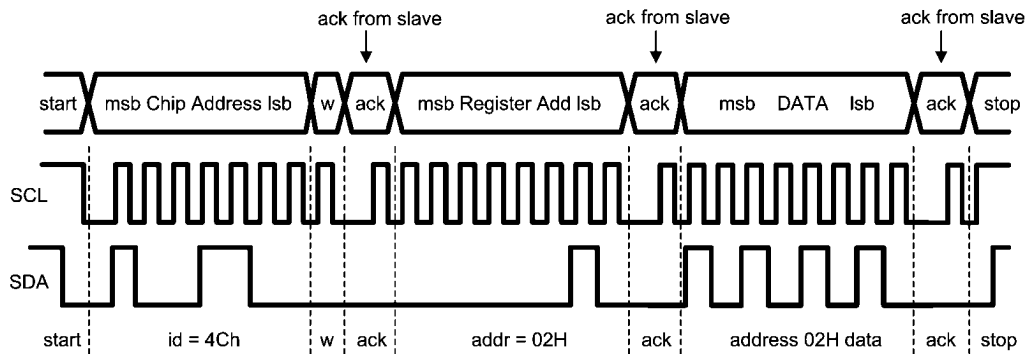 ack from slave ack from slave ack from slave
start msb Chip Address lsb w ack msb Register Add lsb ack msb DATA lsb ack stop
SCL
SDA
start id = 4Ch w ack addr = 02H ack address 02H data ack stop